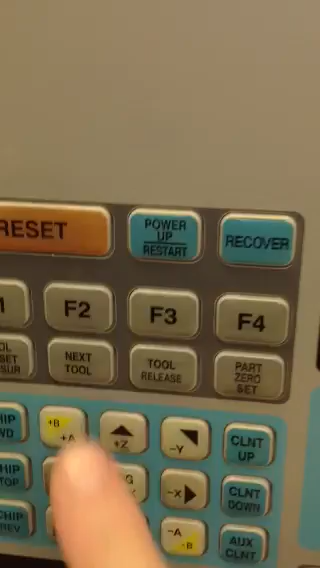 RESET
POWER
UP
RESTART
RECOVER
F2
F3
F4
NEXT
TOOL
TOOL
RELEASE
PART
ZERO
SET
+B
+A
+Z
-Y
CLNT
UP
-X
CLNT
DOWN
-A
-B
AUX
CLNT